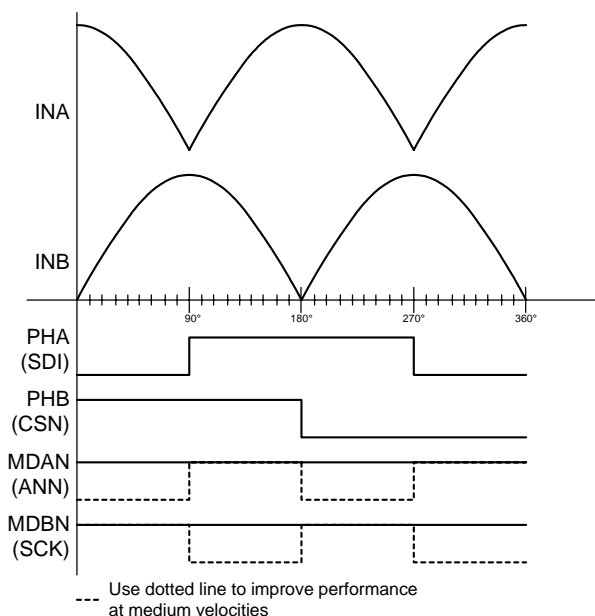 INA
INB
90°
180°
270°
360°
PHA
(SDI)
PHB
(CSN)
MDAN
(ANN)
MDBN
(SCK)
Use dotted line to improve performance
at medium velocities